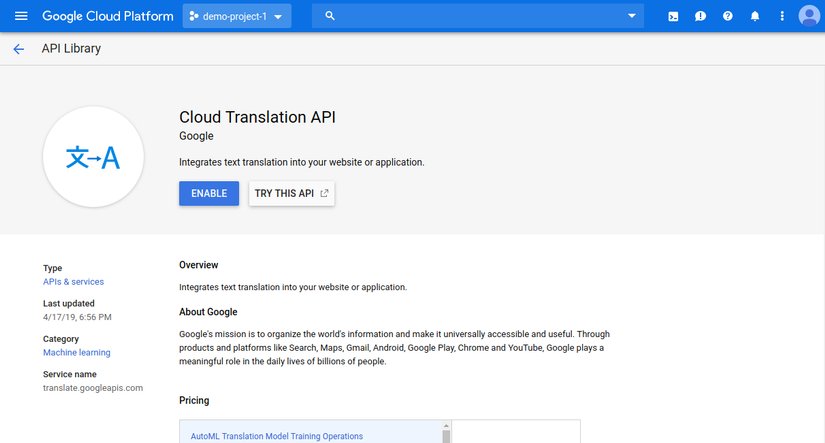 Google Cloud Platform
demo-project-1
API Library
文→A
Cloud Translation API
Google
Integrates text translation into your website or application.
ENABLE
TRY THIS API
Type
APIs & services
Last updated
4/17/19, 6:56 PM
Category
Machine learning
Service name
translate.googleapis.com
Overview
Integrates text translation into your website or application.
About Google
Google's mission is to organize the world's information and make it universally accessible and useful. Through
products and platforms like Search, Maps, Gmail, Android, Google Play, Chrome and YouTube, Google plays a
meaningful role in the daily lives of billions of people.
Pricing
AutoML Translation Model Training Operations